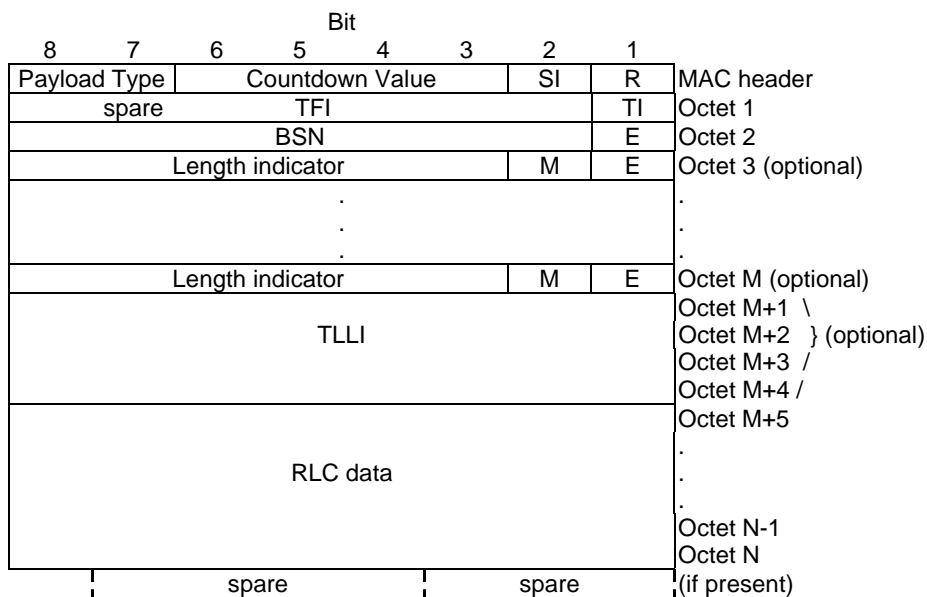 Bit
8 7 6 5 4 3 2 1
Payload Type Countdown Value SI R MAC header
spare TFI TI Octet 1
BSN E Octet 2
Length indicator M E Octet 3 (optional)
. .
. .
. .
Length indicator M E Octet M (optional)
Octet M+1 \
TLLI Octet M+2 } (optional)
Octet M+3 /
Octet M+4 /
Octet M+5
.
RLC data .
.
Octet N-1
Octet N
spare spare (if present)